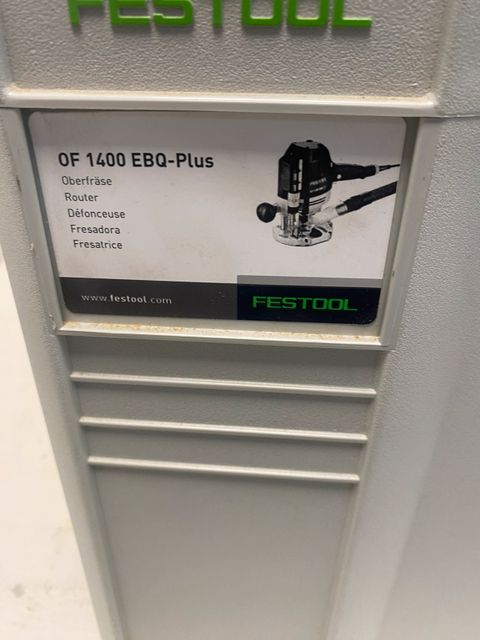 FESTOOL
OF 1400 EBQ-Plus
Oberfräse
Router
Défonceuse
Fresadora
Fresatrice
www.festool.com
FESTOOL